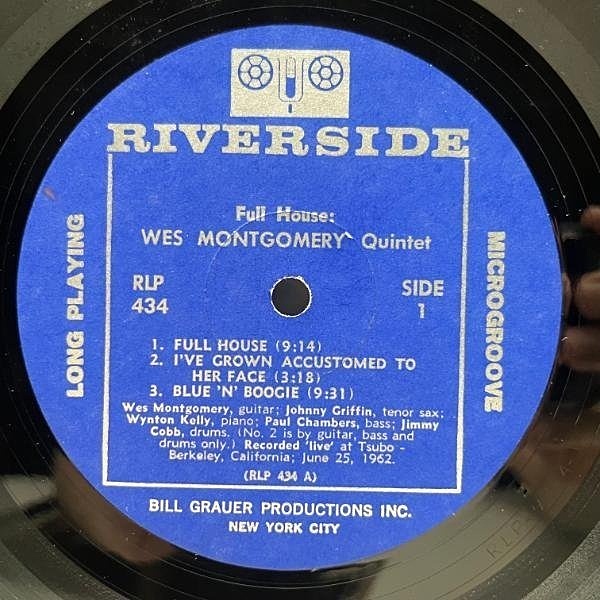 RIVERSIDE
Full House:
WES MONTGOMERY Quintet
RLP
434
SIDE
1
LONG PLAYING
MICROGROOVE
1. FULL HOUSE (9:14)
2. I'VE GROWN ACCUSTOMED TO
HER FACE (3:18)
3. BLUE 'N' BOOGIE (9:31)
Wes Montgomery, guitar; Johnny Griffin, tenor sax;
Wynton Kelly, piano; Paul Chambers, bass; Jimmy
Cobb, drums. (No. 2 is by guitar, bass and
drums only.) Recorded 'live' at Tsubo -
Berkeley, California; June 25, 1962.
(RLP 434 A)
BILL GRAUER PRODUCTIONS INC.
NEW YORK CITY